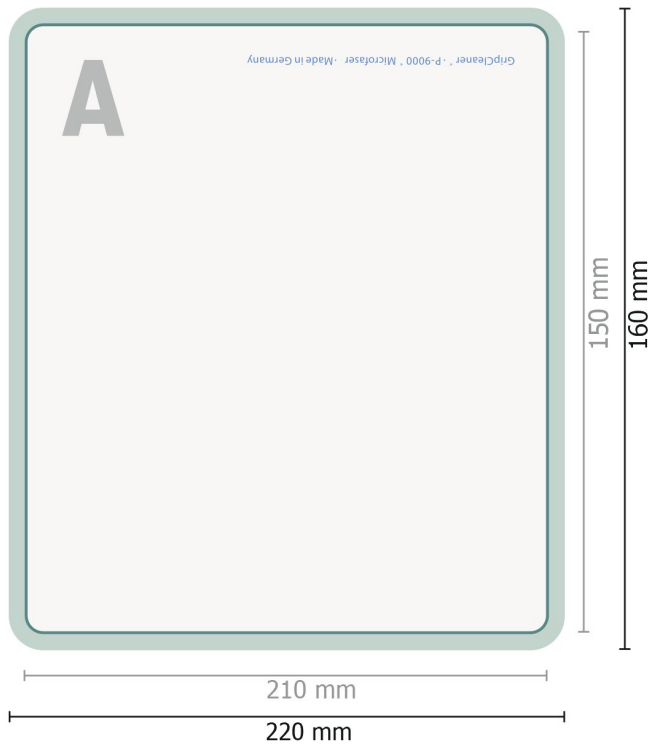 GripCleaner® · P-9000® Microfaser · Made in Germany
A
150 mm
160 mm
210 mm
220 mm